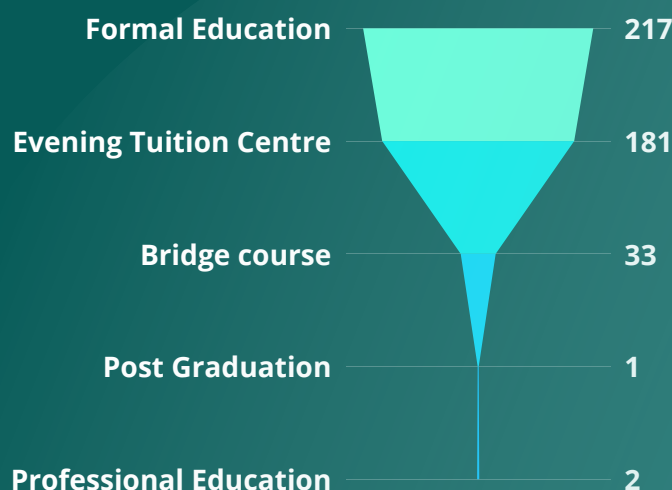 Formal Education 217
Evening Tuition Centre 181
Bridge course 33
Post Graduation 1
Professional Education 2